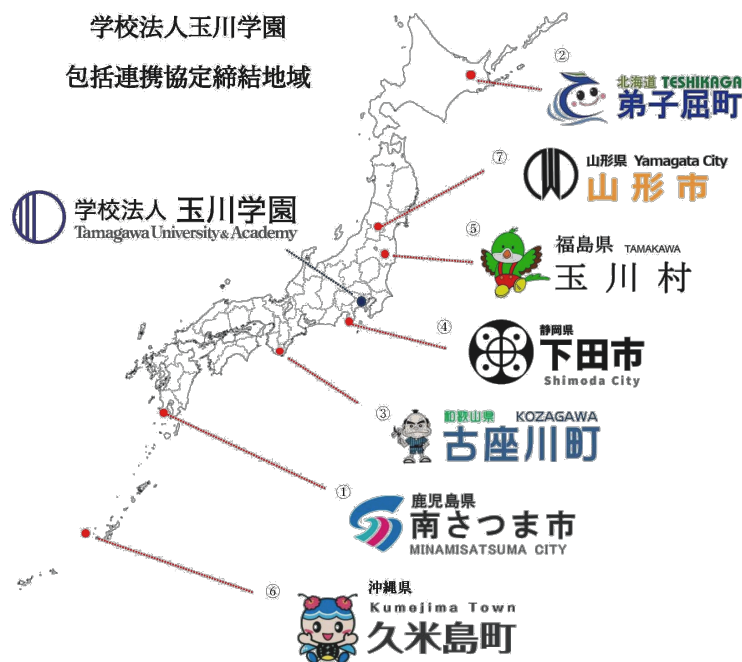 学校法人玉川学園
包括連携協定締結地域
②
北海道 TESHIKAGA
弟子屈町
⑦
山形県 Yamagata City
山形市
学校法人 玉川学園
Tamagawa University & Academy
⑤
福島県 TAMAKAWA
玉川村
④
静岡県
下田市
Shimoda City
③
和歌山県 KOZAGAWA
古座川町
①
鹿児島県
南さつま市
MINAMISATSUMA CITY
⑥
沖縄県
Kumejima Town
久米島町